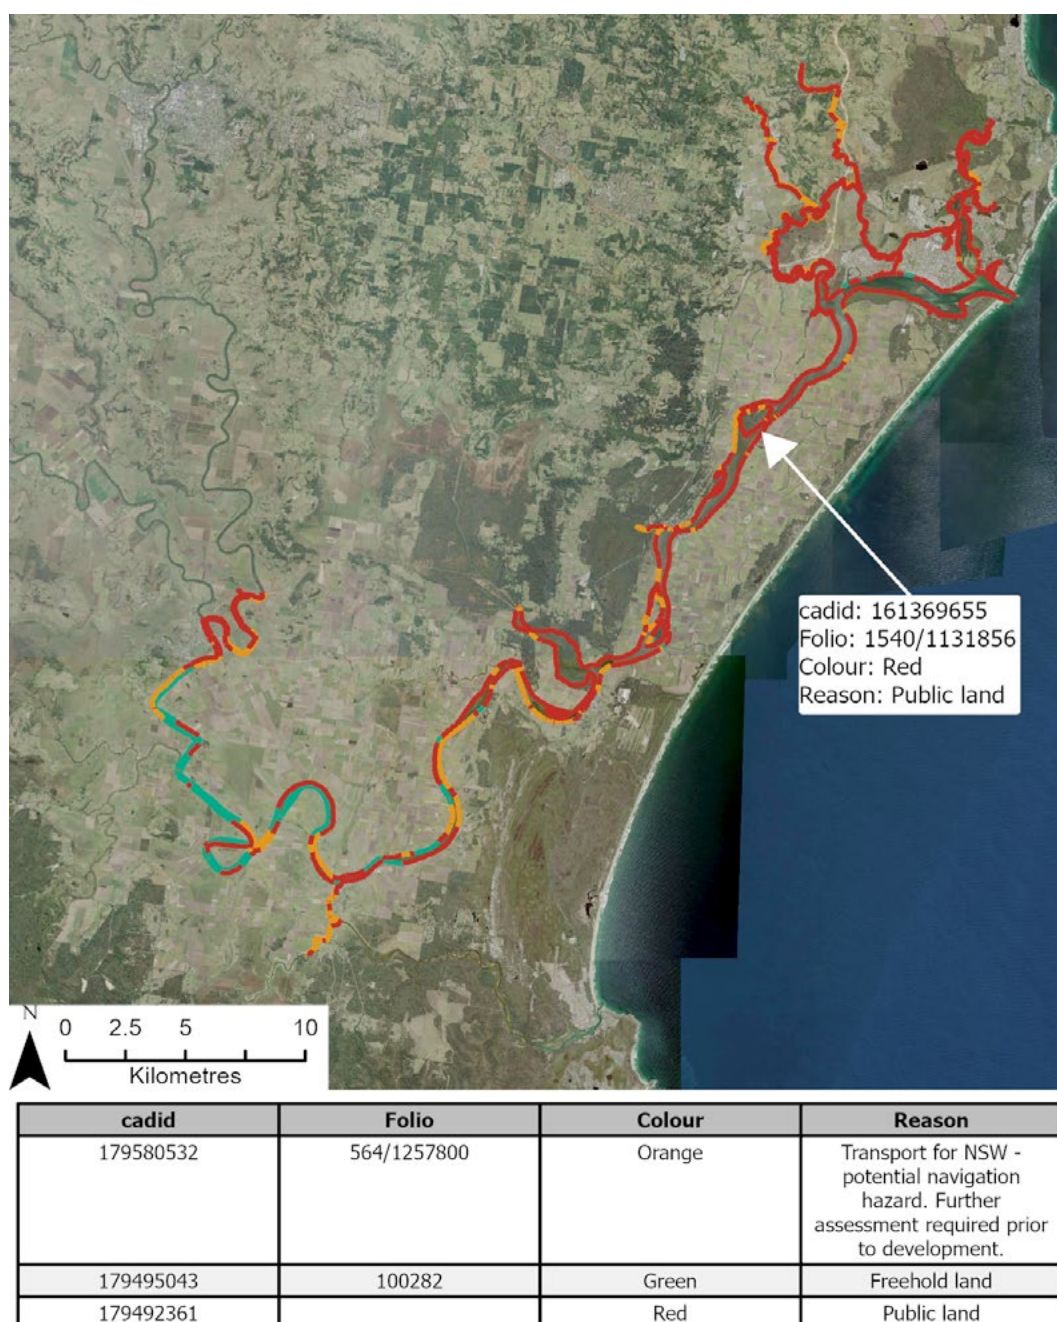 cadid: 161369655
Folio: 1540/1131856
Colour: Red
Reason: Public land
N
0 2.5 5 10
Kilometres
cadid Folio Colour Reason
179580532 564/1257800 Orange Transport for NSW -
potential navigation
hazard. Further
assessment required prior
to development.
179495043 100282 Green Freehold land
179492361 Red Public land